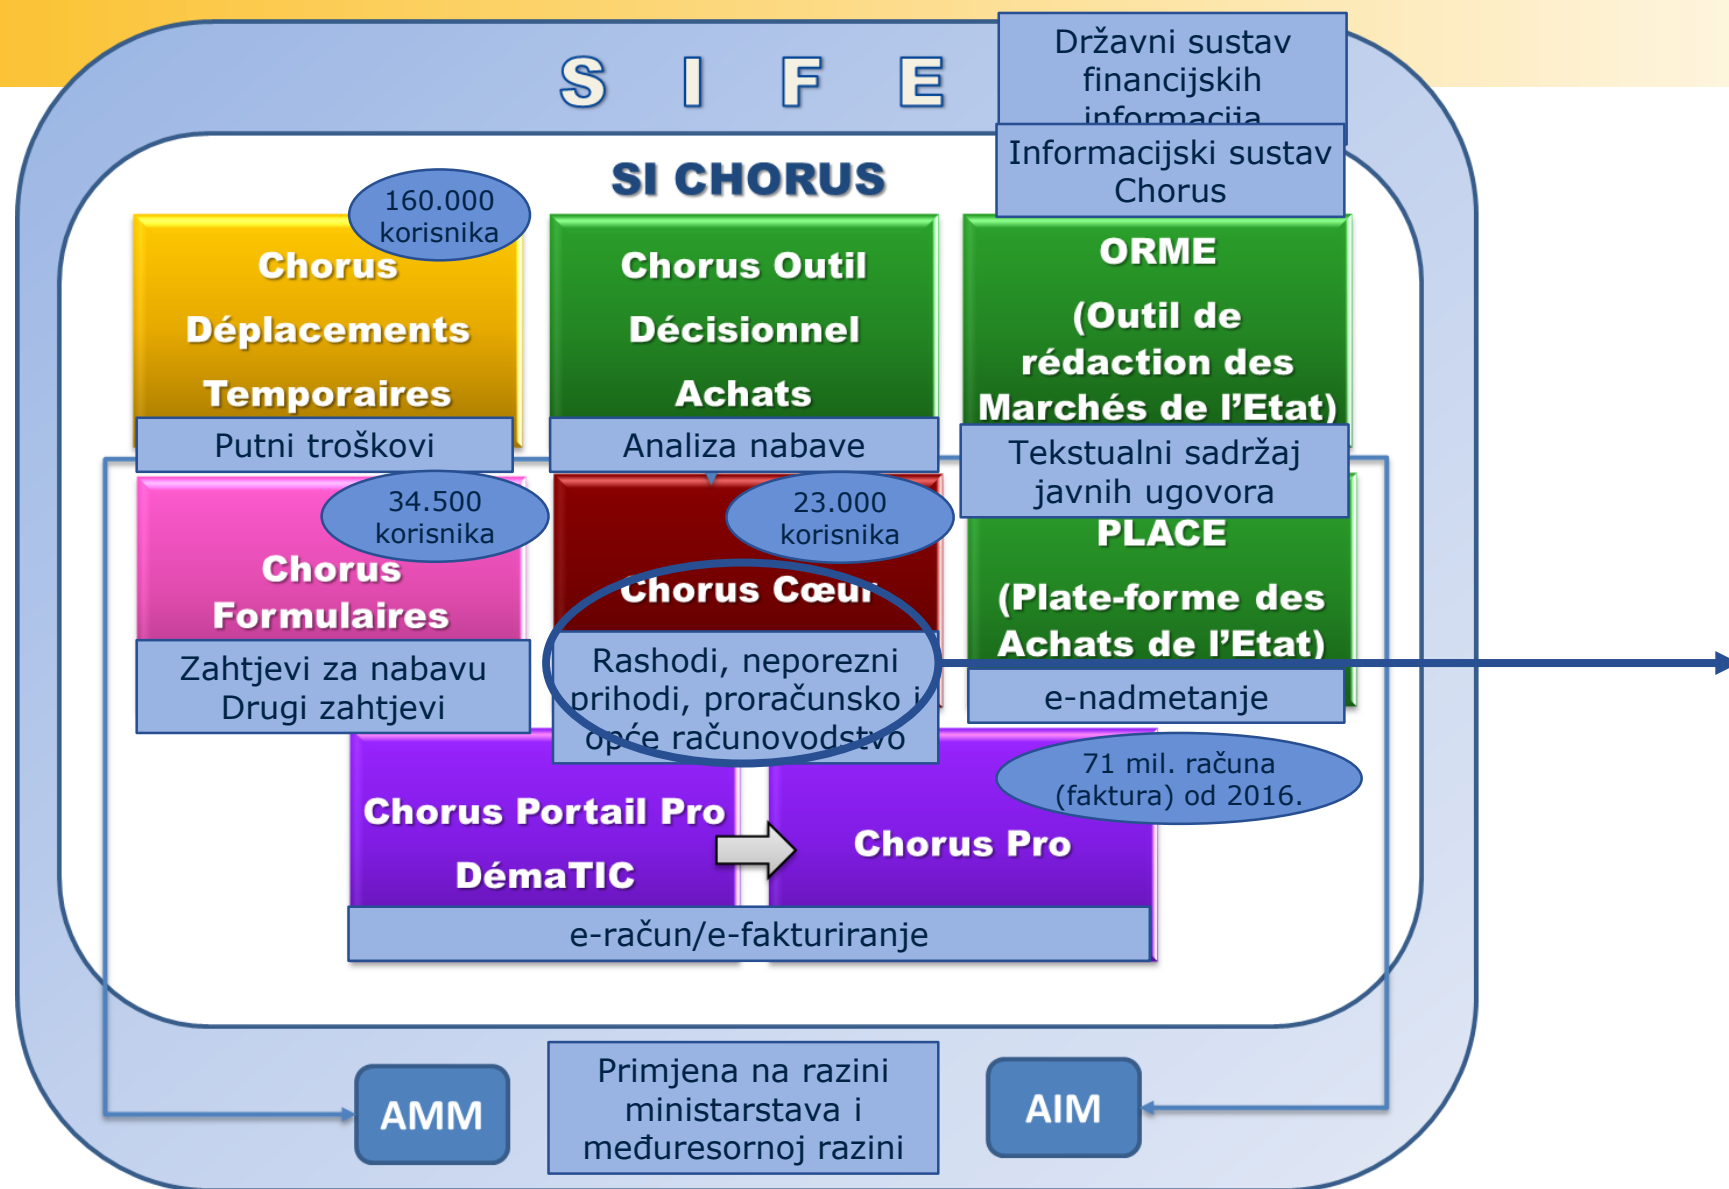 S I F E
Državni sustav
financijskih
informacija
Informacijski sustav
Chorus
SI CHORUS
160.000
korisnika
Chorus
Déplacements
Temporaires
Putni troškovi
Chorus Outil
Décisionnel
Achats
Analiza nabave
ORME
(Outil de
rédaction des
Marchés de l’Etat)
Tekstualni sadržaj
javnih ugovora
34.500
korisnika
Chorus
Formulaires
Zahtjevi za nabavu
Drugi zahtjevi
23.000
korisnika
Chorus Cœur
Rashodi, neporezni
prihodi, proračunsko i
opće računovodstvo
PLACE
(Plate-forme des
Achats de l’Etat)
e-nadmetanje
71 mil. računa
(faktura) od 2016.
Chorus Portail Pro
DémaTIC
Chorus Pro
e-račun/e-fakturiranje
AMM
Primjena na razini
ministarstava i
međuresornoj razini
AIM